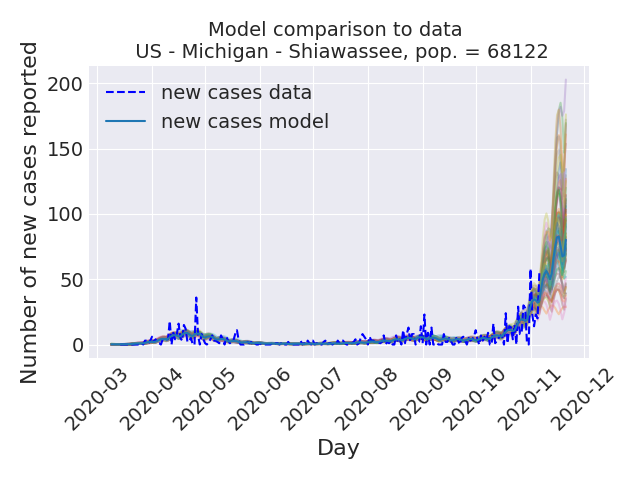 Model comparison to data
US - Michigan - Shiawassee, pop. = 68122
Number of new cases reported
200
150
100
50
0
new cases data
new cases model
2020-03
2020-04
2020-05
2020-06
2020-07
2020-08
2020-09
2020-10
2020-11
2020-12
Day